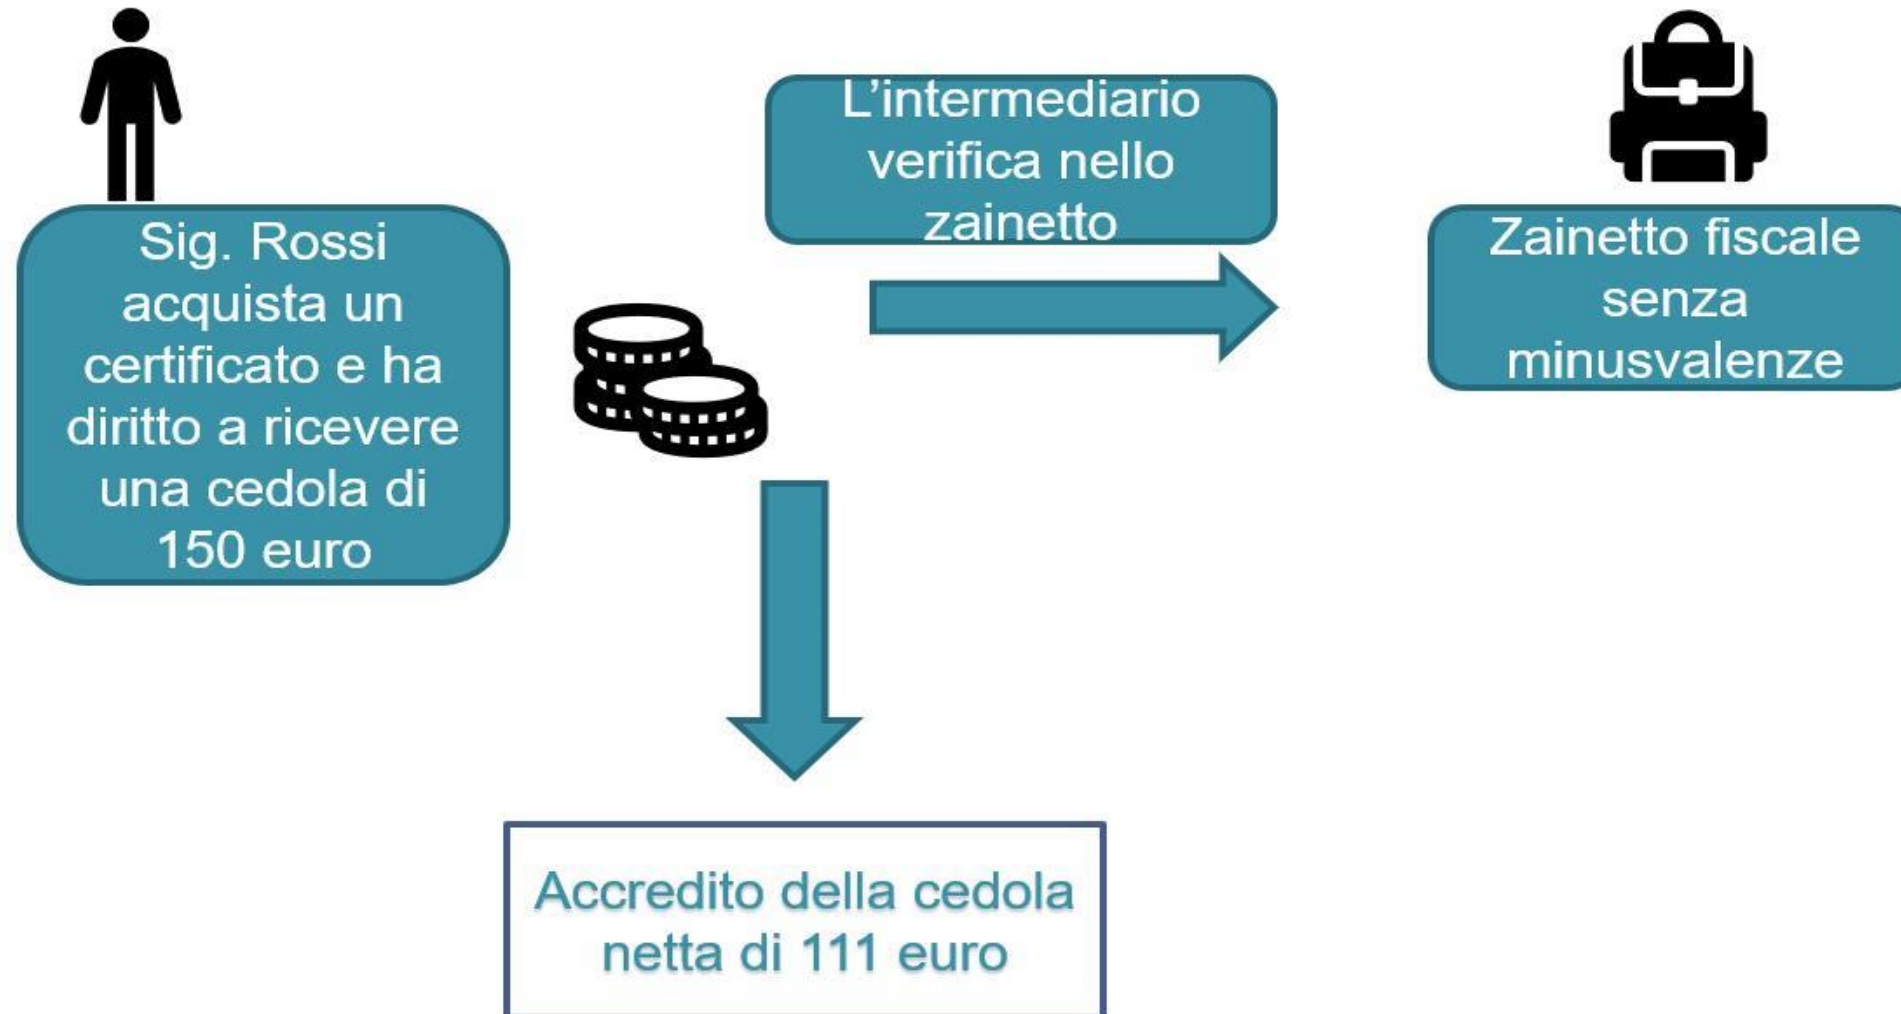 Sig. Rossi
acquista un
certificato e ha
diritto a ricevere
una cedola di
150 euro
L'intermediario
verifica nello
zainetto
Zainetto fiscale
senza
minusvalenze
Accredito della cedola
netta di 111 euro